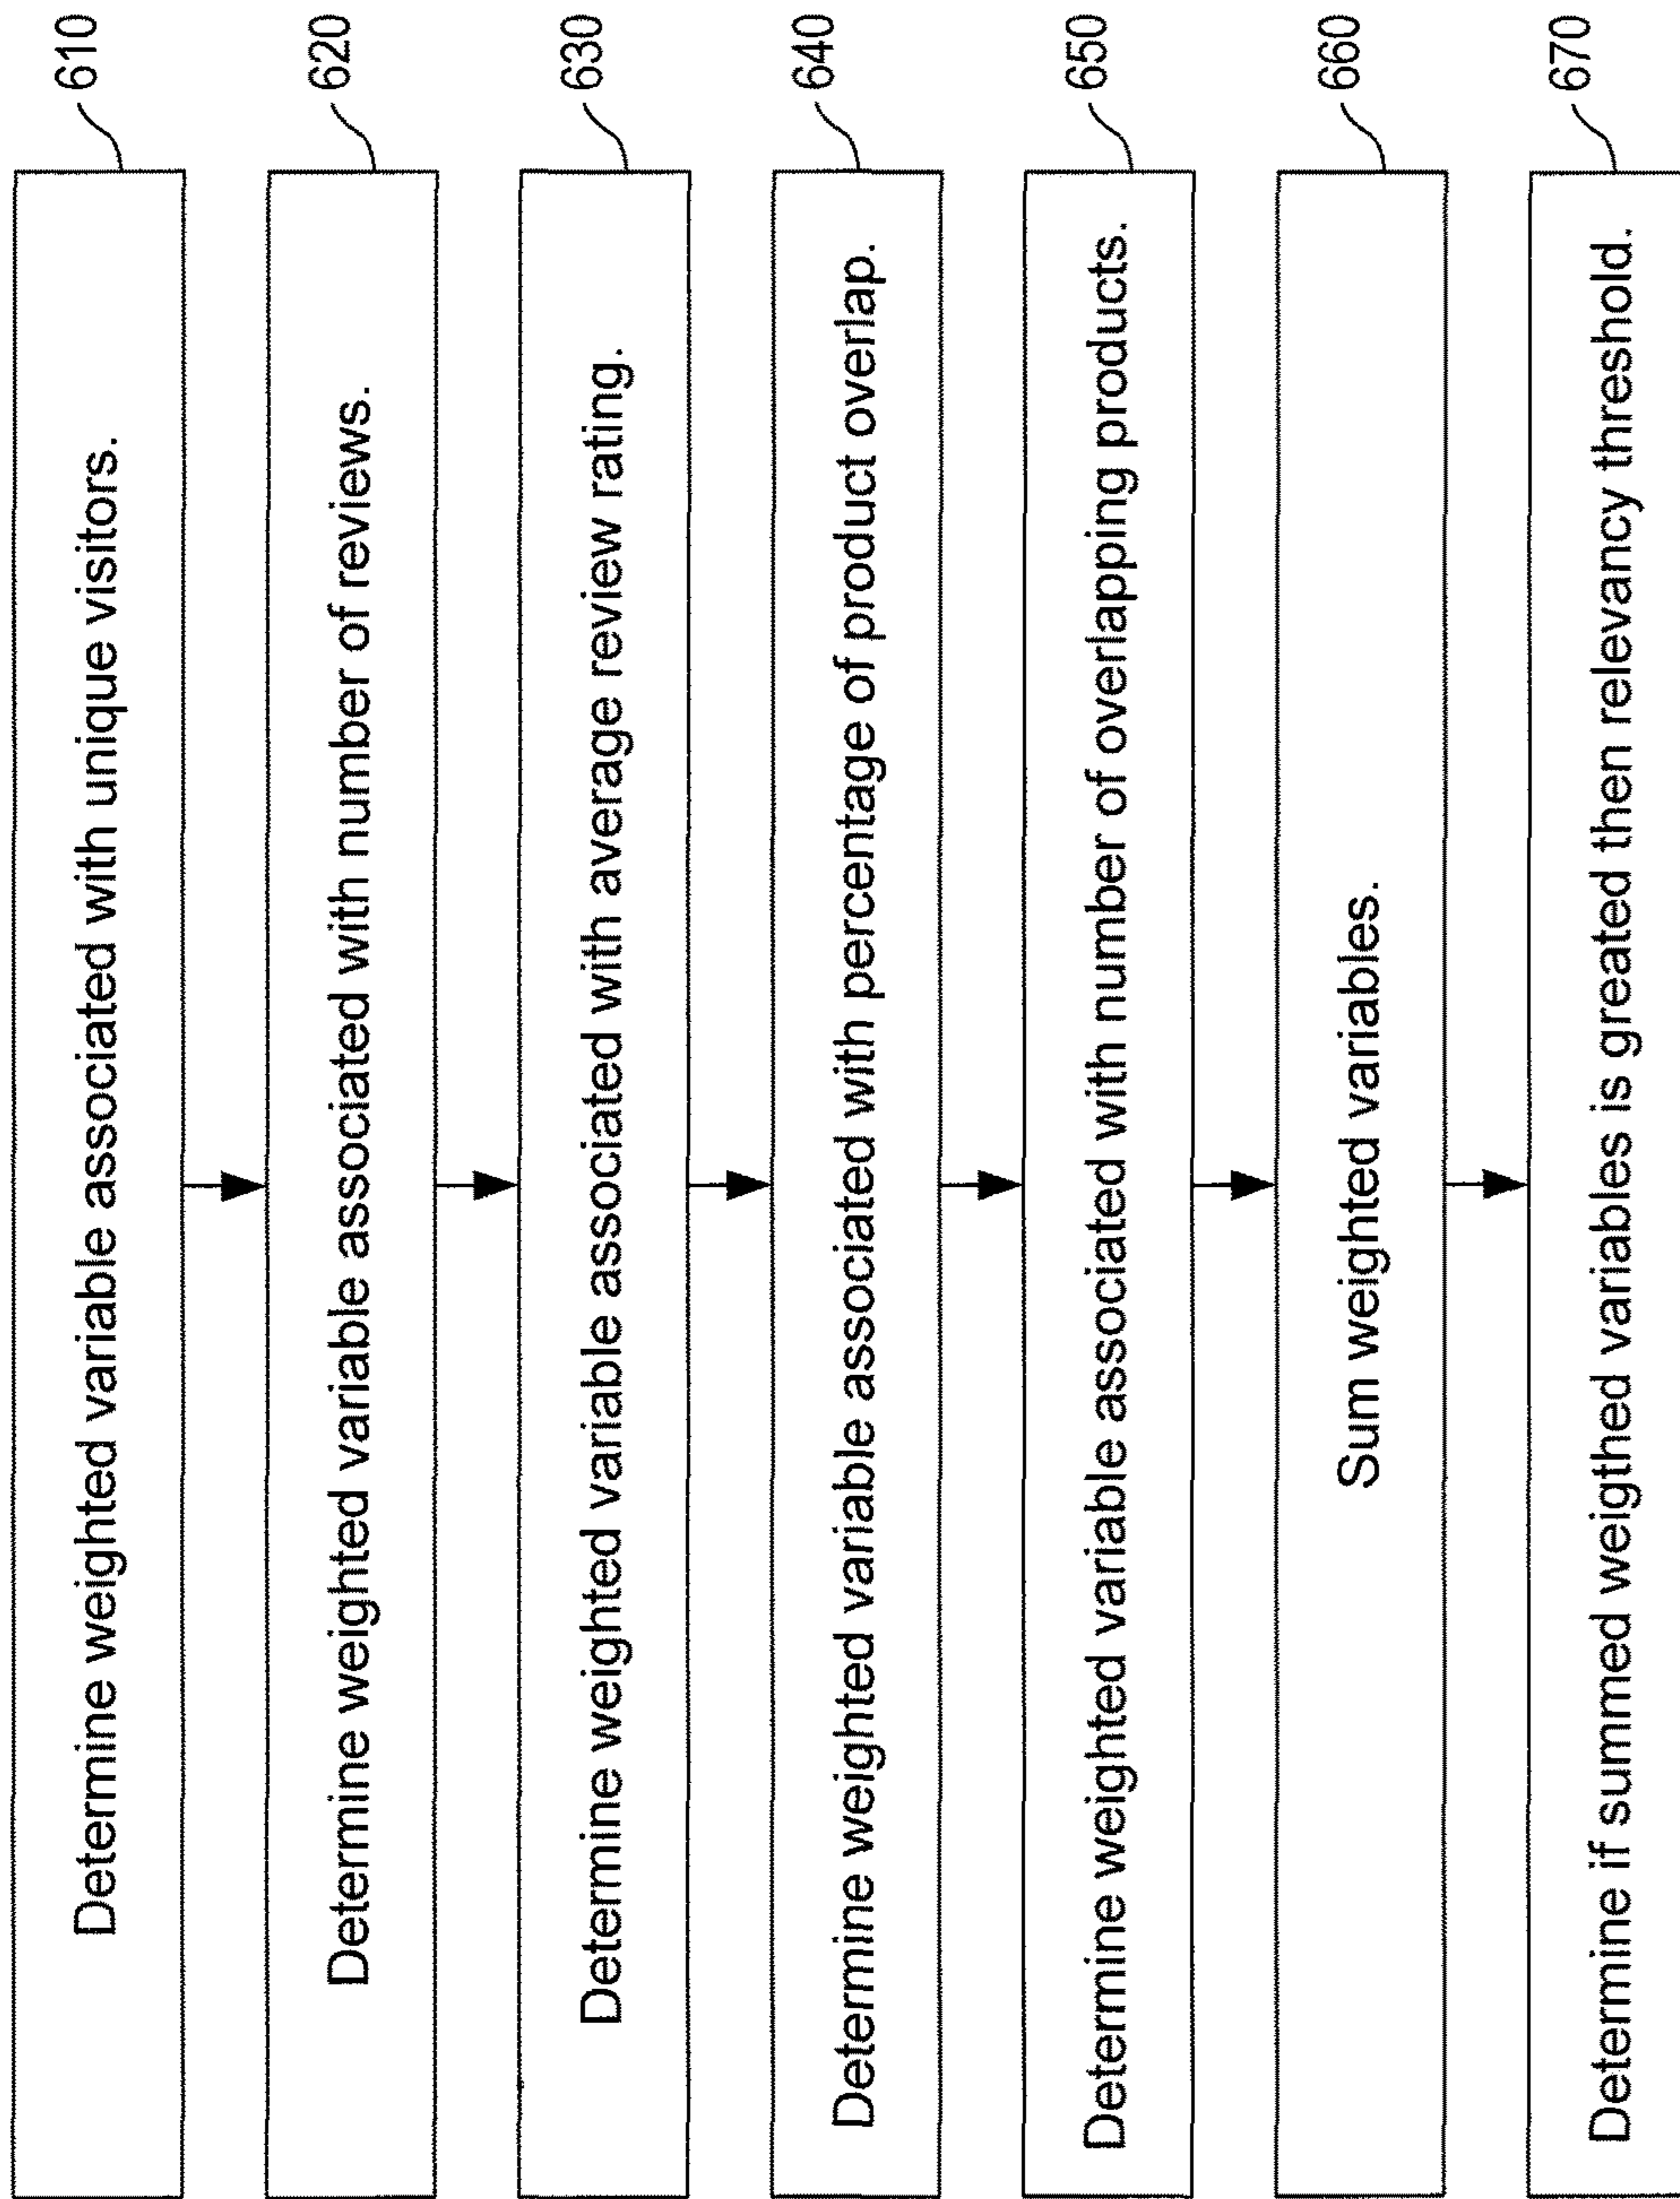 Determine weighted variable associated with unique visitors.
610
Determine weighted variable associated with number of reviews.
620
Determine weighted variable associated with average review rating.
630
Determine weighted variable associated with percentage of product overlap.
640
Determine weighted variable associated with number of overlapping products.
650
Sum weighted variables.
660
Determine if summed weigthed variables is greated then relevancy threshold.
670